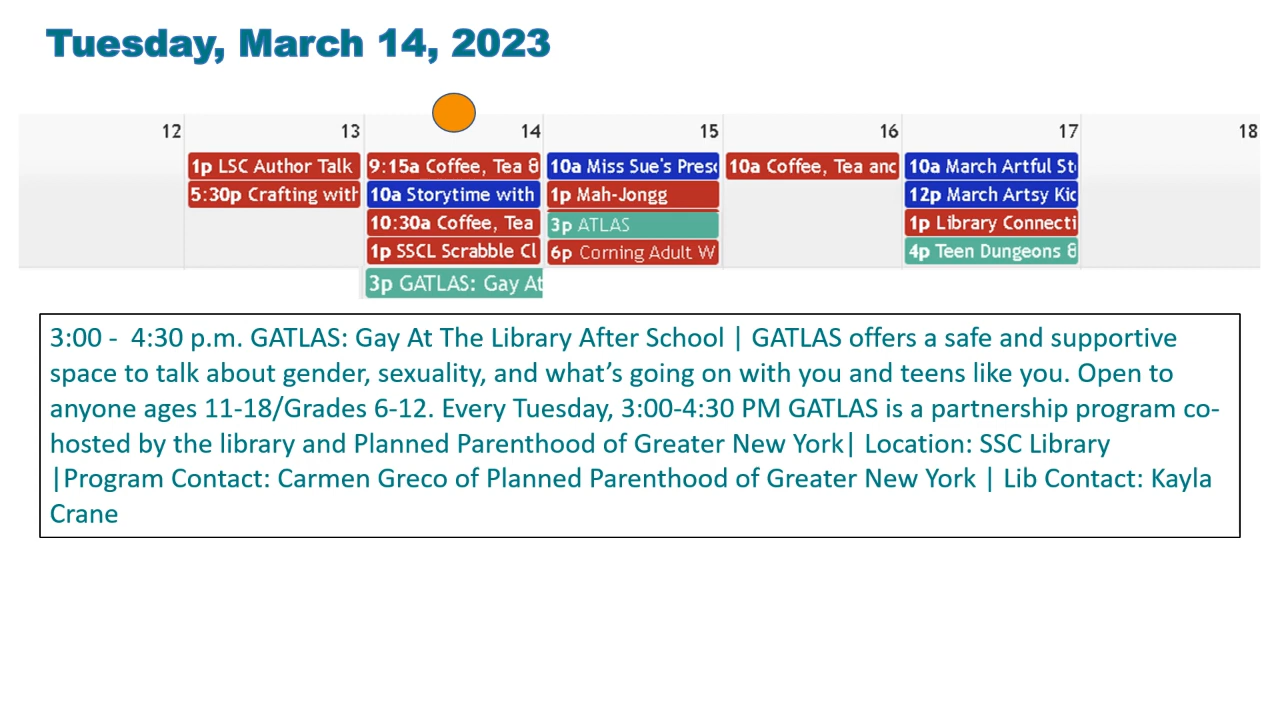 Tuesday, March 14, 2023
12
13
14
15
16
17
18
1p LSC Author Talk
5:30p Crafting with
9:15a Coffee, Tea &
10a Storytime with
10:30a Coffee, Tea
1p SSCL Scrabble Cl
3p GATLAS: Gay At
10a Miss Sue's Presc
1p Mah-Jongg
3p ATLAS
6p Corning Adult W
10a Coffee, Tea and
10a March Artful St
12p March Artsy Kid
1p Library Connecti
4p Teen Dungeons &
3:00 -  4:30 p.m. GATLAS: Gay At The Library After School | GATLAS offers a safe and supportive
space to talk about gender, sexuality, and what’s going on with you and teens like you. Open to
anyone ages 11-18/Grades 6-12. Every Tuesday, 3:00-4:30 PM GATLAS is a partnership program co-
hosted by the library and Planned Parenthood of Greater New York| Location: SSC Library
|Program Contact: Carmen Greco of Planned Parenthood of Greater New York | Lib Contact: Kayla
Crane